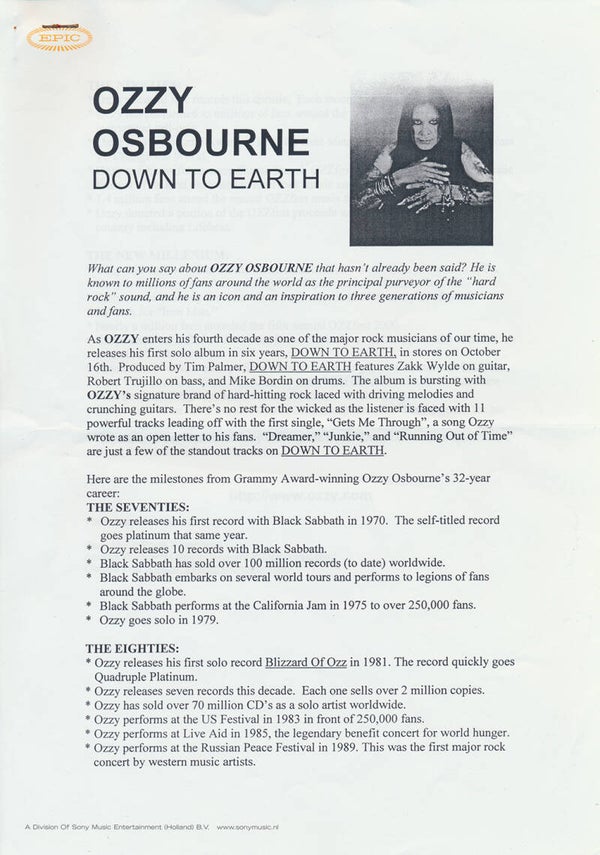 EPIC
OZZY
OSBOURNE
DOWN TO EARTH
What can you say about OZZY OSBOURNE that hasn't already been said? He is
known to millions of fans around the world as the principal purveyor of the "hard
rock" sound, and he is an icon and an inspiration to three generations of musicians
and fans.
As OZZY enters his fourth decade as one of the major rock musicians of our time, he
releases his first solo album in six years, DOWN TO EARTH, in stores on October
16th. Produced by Tim Palmer, DOWN TO EARTH features Zakk Wylde on guitar,
Robert Trujillo on bass, and Mike Bordin on drums. The album is bursting with
OZZY's signature brand of hard-hitting rock laced with driving melodies and
crunching guitars. There's no rest for the wicked as the listener is faced with 11
powerful tracks leading off with the first single, "Gets Me Through", a song Ozzy
wrote as an open letter to his fans. "Dreamer," "Junkie," and "Running Out of Time"
are just a few of the standout tracks on DOWN TO EARTH.
Here are the milestones from Grammy Award-winning Ozzy Osbourne's 32-year
career:
THE SEVENTIES:
* Ozzy releases his first record with Black Sabbath in 1970. The self-titled record
goes platinum that same year.
* Ozzy releases 10 records with Black Sabbath.
* Black Sabbath has sold over 100 million records (to date) worldwide.
* Black Sabbath embarks on several world tours and performs to legions of fans
around the globe.
* Black Sabbath performs at the California Jam in 1975 to over 250,000 fans.
* Ozzy goes solo in 1979.
THE EIGHTIES:
* Ozzy releases his first solo record Blizzard Of Ozz in 1981. The record quickly goes
Quadruple Platinum.
* Ozzy releases seven records this decade. Each one sells over 2 million copies.
* Ozzy has sold over 70 million CD's as a solo artist worldwide.
* Ozzy performs at the US Festival in 1983 in front of 250,000 fans.
* Ozzy performs at Live Aid in 1985, the legendary benefit concert for world hunger.
* Ozzy performs at the Russian Peace Festival in 1989. This was the first major rock
concert by western music artists.
A Division Of Sony Music Entertainment (Holland) B.V. www.sonymusic.nl